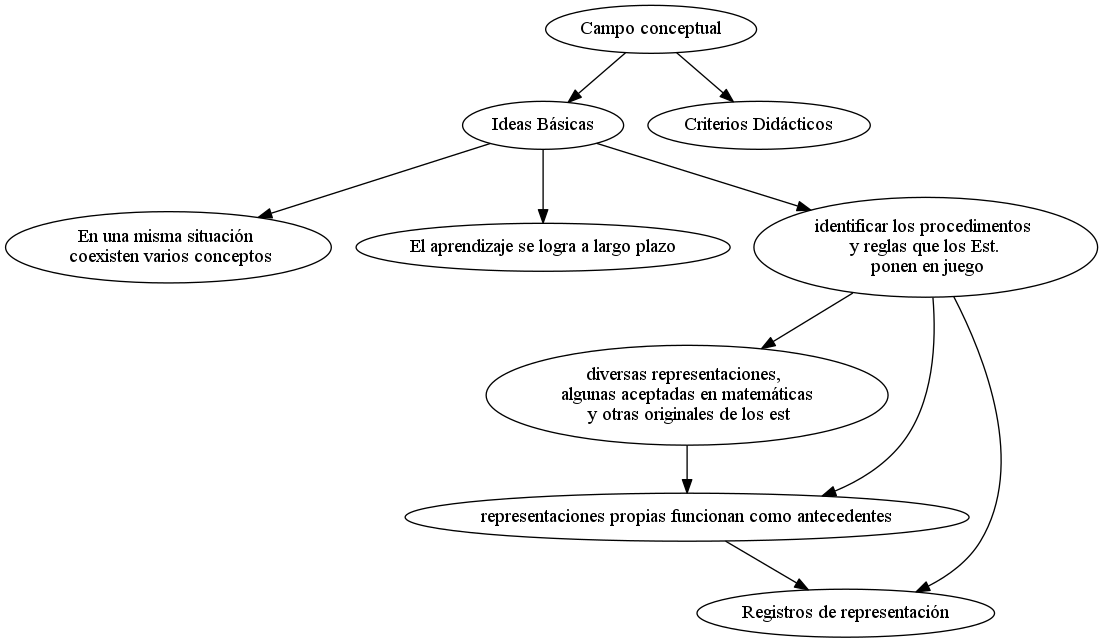 Campo conceptual
Ideas Básicas
Criterios Didácticos
En una misma situación
coexisten varios conceptos
El aprendizaje se logra a largo plazo
identificar los procedimentos
y reglas que los Est.
ponen en juego
diversas representaciones,
algunas aceptadas en matemáticas
y otras originales de los est
representaciones propias funcionan como antecedentes
Registros de representación